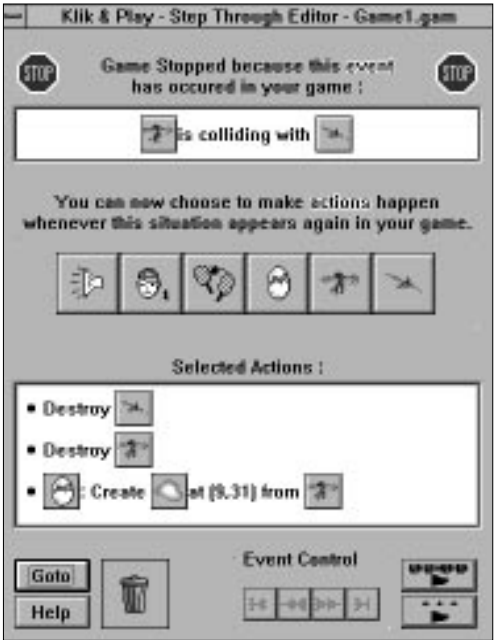 Klik & Play - Step Through Editor - Game1.gam
STOP
Game Stopped because this event
has occured in your game :
STOP
is colliding with
You can now choose to make actions happen
whenever this situation appears again in your game.
Selected Actions :
• Destroy
• Destroy
• : Create at (9,31) from
Goto
Event Control
Help